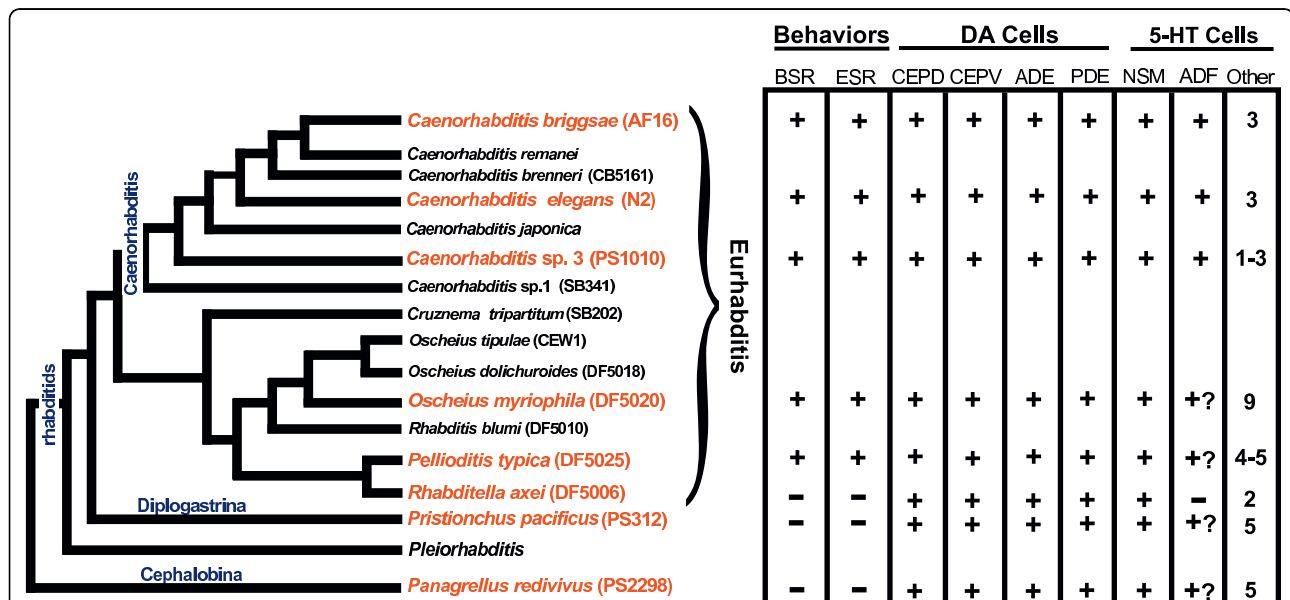 Behaviors DA Cells 5-HT Cells
BSR ESR CEPD CEPV ADE PDE NSM ADF Other
Caenorhabditis briggsae (AF16) + + + + + + + + 3
Caenorhabditis remanei
Caenorhabditis brenneri (CB5161)
Caenorhabditis elegans (N2) + + + + + + + + 3
Caenorhabditis japonica
Caenorhabditis sp. 3 (PS1010) + + + + + + + + 1-3
Caenorhabditis sp.1 (SB341)
Cruznema tripartitum (SB202)
Oscheius tipulae (CEW1)
Oscheius dolichuroides (DF5018)
Oscheius myriophila (DF5020) + + + + + + + +? 9
Rhabditis blumi (DF5010)
Pellioditis typica (DF5025) + + + + + + + +? 4-5
Rhabditella axei (DF5006) - - + + + + + - 2
Pristionchus pacificus (PS312) - - + + + + + +? 5
Pleiorhabditis
Panagrellus redivivus (PS2298) - - + + + + + +? 5
Caenorhabditis
rhabditids
Diplogastrina
Cephalobina
Eurhabditis